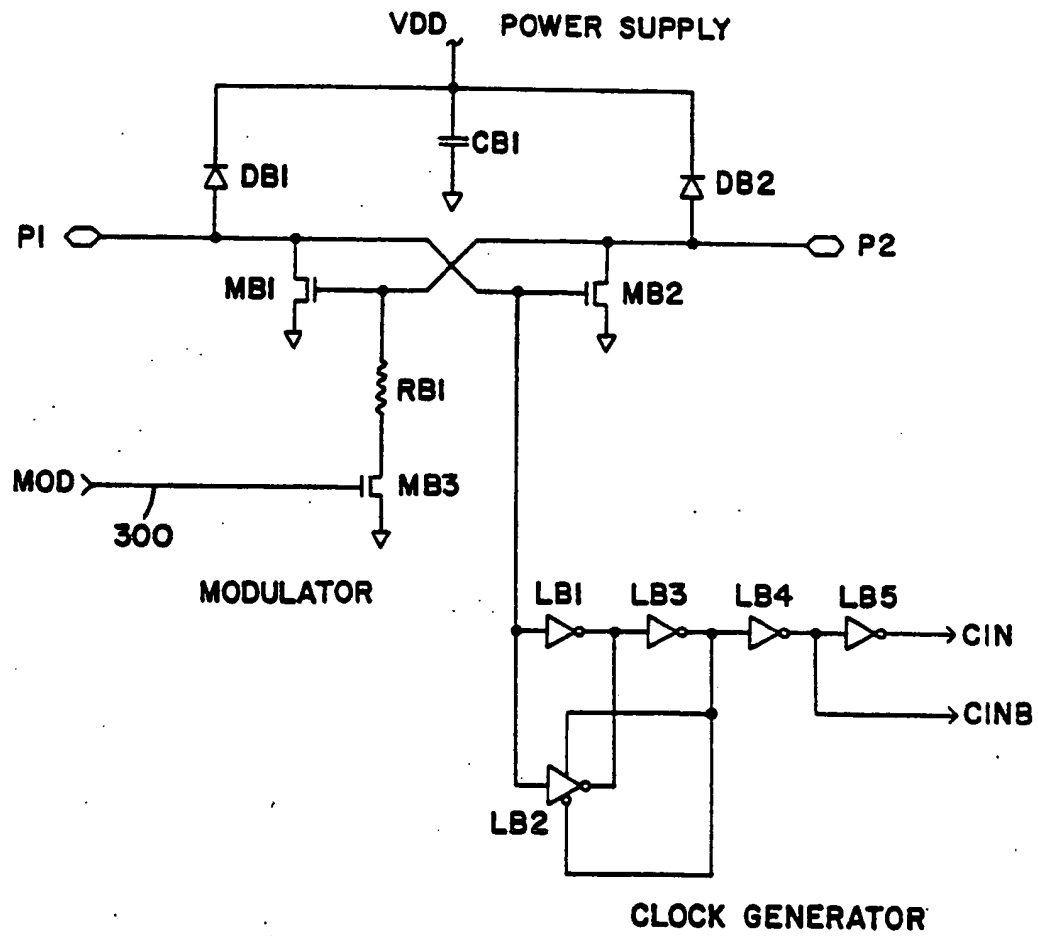 VDD POWER SUPPLY
CB1
DB1
DB2
P1
P2
MB1
MB2
RB1
MOD
MB3
300
MODULATOR
LB1 LB3 LB4 LB5
CIN
CINB
LB2
CLOCK GENERATOR